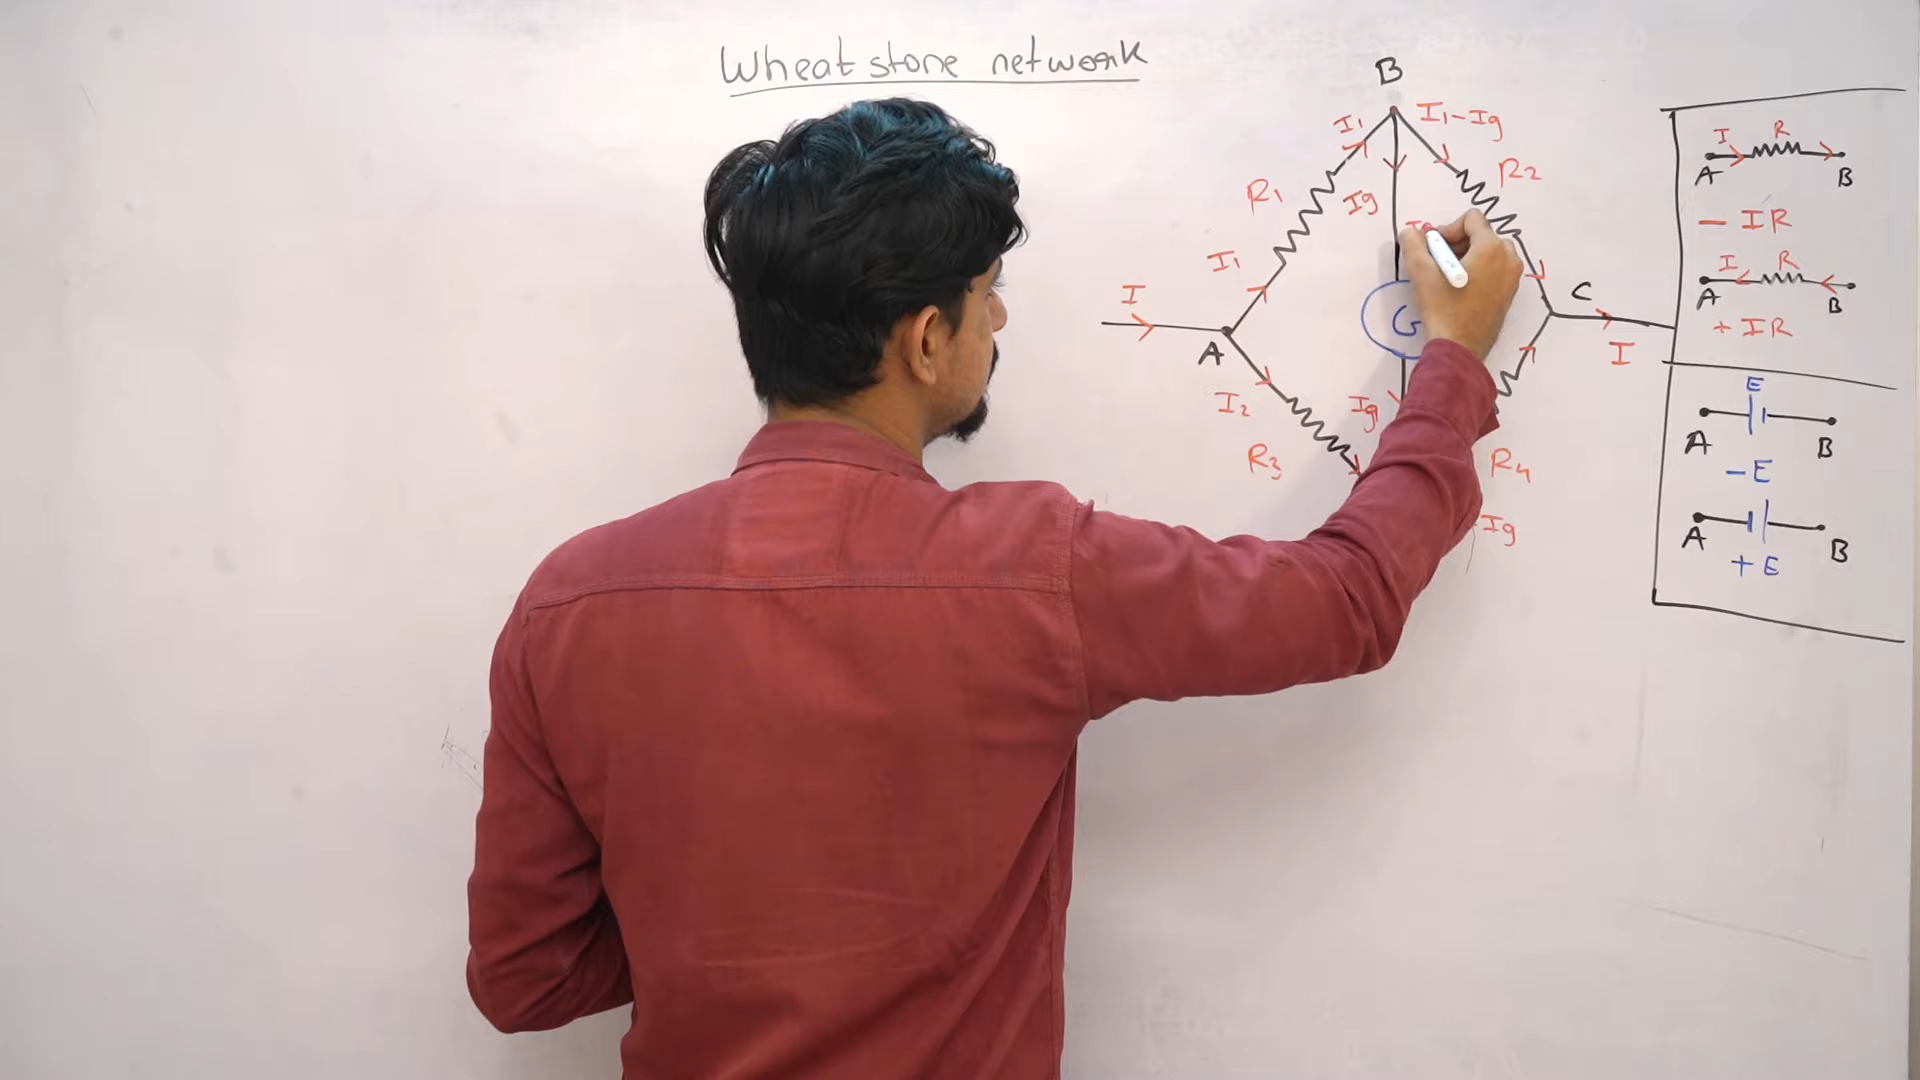 Wheatstone network
B
I1 I1-Ig
R1 Ig R2
I1
I A G C I
I2 Ig
R3 R4
Ig
I R
A B
- IR
I R
A B
+ IR
E
A B
- E
A B
+ E